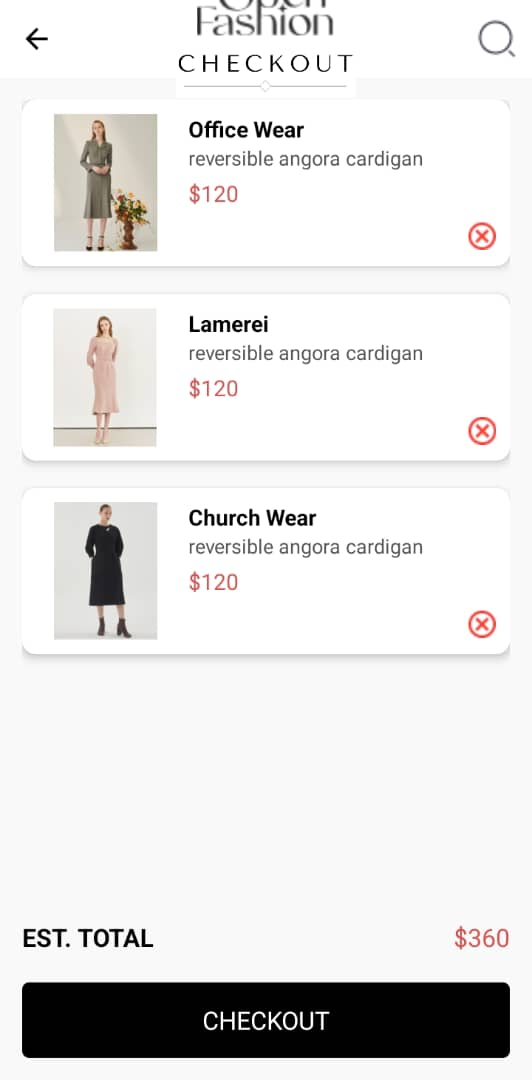 Open
Fashion
CHECKOUT
Office Wear
reversible angora cardigan
$120
Lamerei
reversible angora cardigan
$120
Church Wear
reversible angora cardigan
$120
EST. TOTAL
$360
CHECKOUT